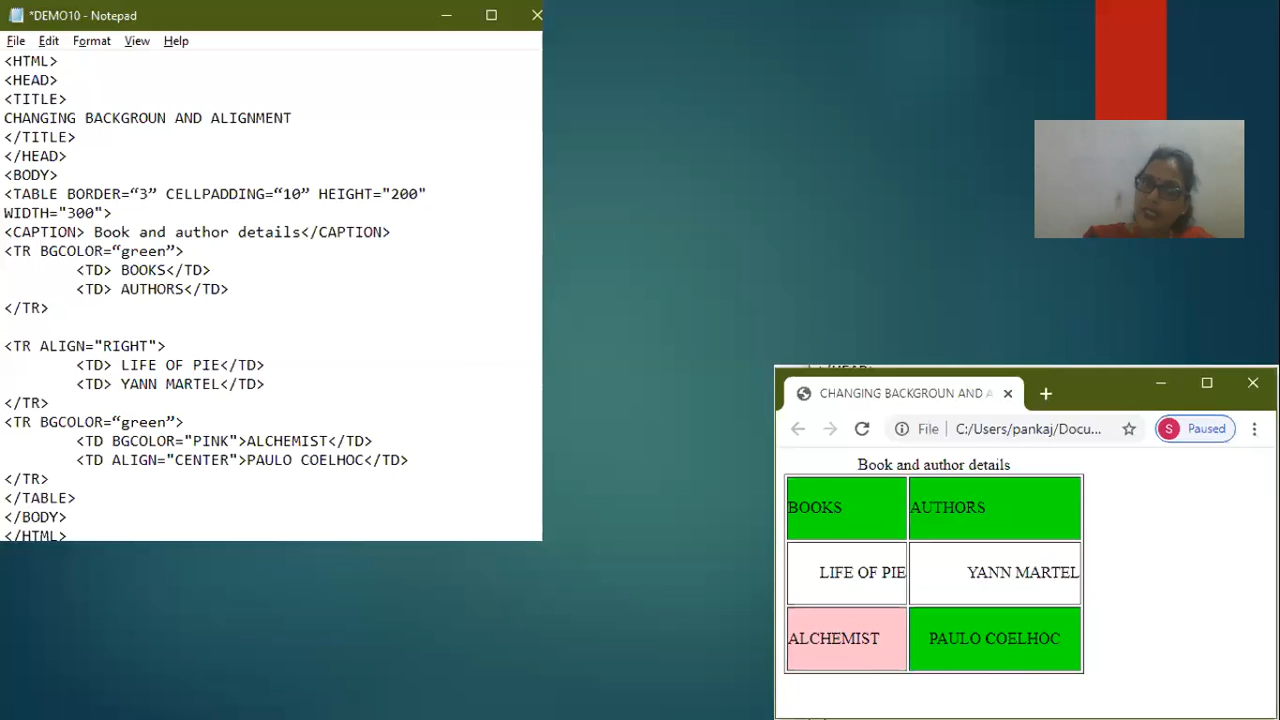 *DEMO10 - Notepad
File Edit Format View Help
<HTML>
<HEAD>
<TITLE>
CHANGING BACKGROUN AND ALIGNMENT
</TITLE>
</HEAD>
<BODY>
<TABLE BORDER=“3” CELLPADDING=“10” HEIGHT="200"
WIDTH="300">
<CAPTION> Book and author details</CAPTION>
<TR BGCOLOR=“green”>
<TD> BOOKS</TD>
<TD> AUTHORS</TD>
</TR>
<TR ALIGN="RIGHT">
<TD> LIFE OF PIE</TD>
<TD> YANN MARTEL</TD>
</TR>
<TR BGCOLOR=“green”>
<TD BGCOLOR="PINK">ALCHEMIST</TD>
<TD ALIGN="CENTER">PAULO COELHOC</TD>
</TR>
</TABLE>
</BODY>
</HTML>
CHANGING BACKGROUN AND A
File C:/Users/pankaj/Docu... S Paused
Book and author details
BOOKS AUTHORS
LIFE OF PIE YANN MARTEL
ALCHEMIST PAULO COELHOC